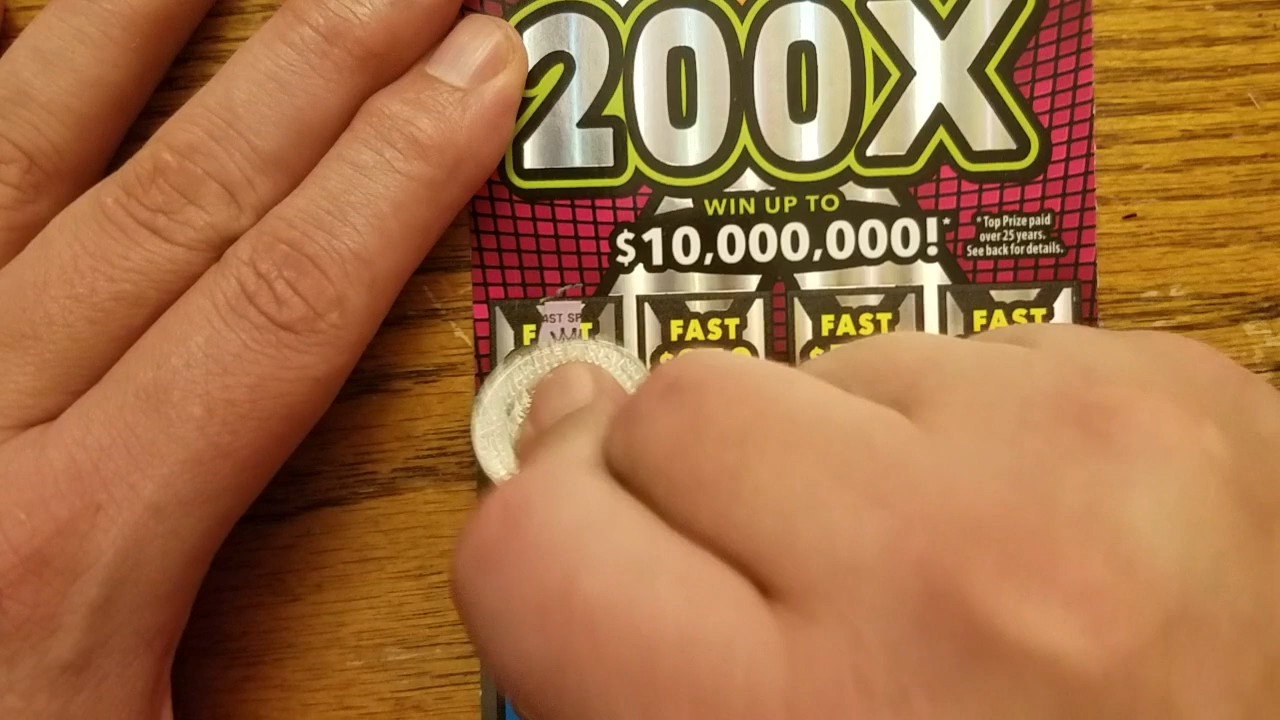 200X
WIN UP TO
$10,000,000!*
* Top Prize paid
over 25 years.
See back for details.
FAST
FAST
FAST